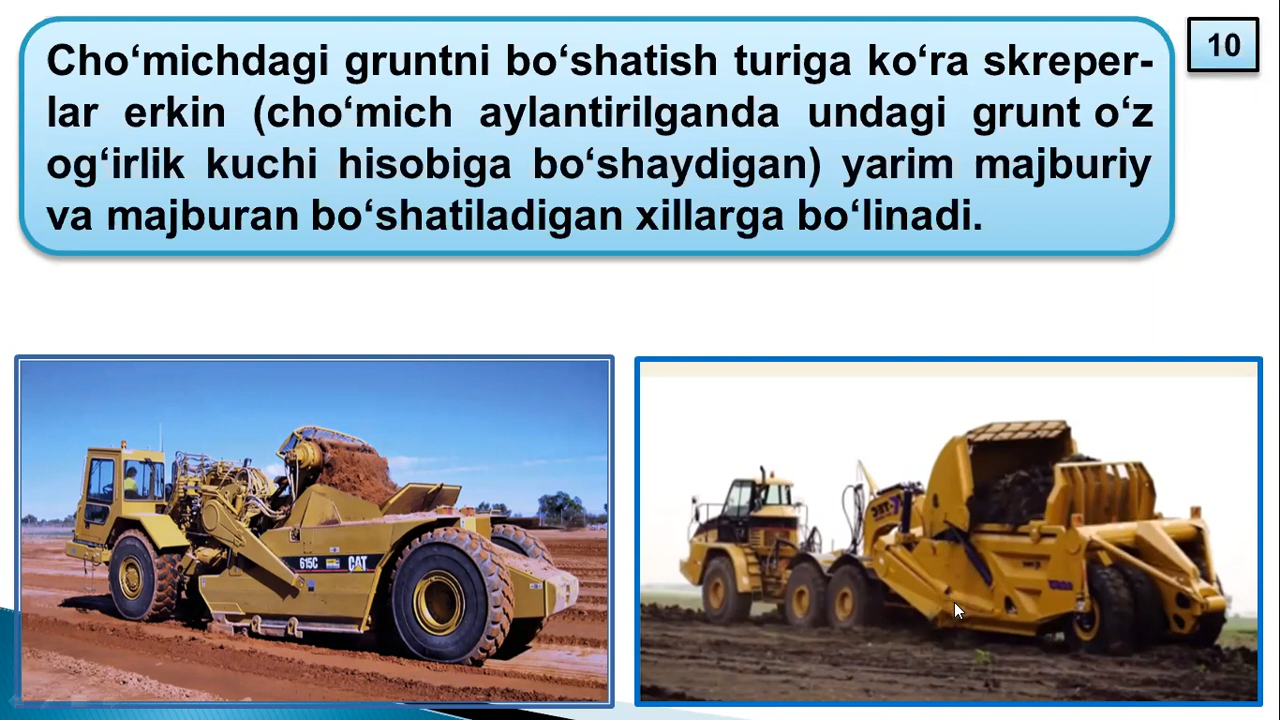 Cho‘michdagi gruntni bo‘shatish turiga ko‘ra skreper-
lar erkin (cho‘mich aylantirilganda undagi grunt o‘z
og‘irlik kuchi hisobiga bo‘shaydigan) yarim majburiy
va majburan bo‘shatiladigan xillarga bo‘linadi.
10
615C CAT